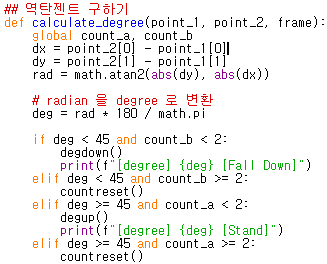 ## 역탄젠트 구하기
def calculate_degree(point_1, point_2, frame):
    global count_a, count_b
    dx = point_2[0] - point_1[0]
    dy = point_2[1] - point_1[1]
    rad = math.atan2(abs(dy), abs(dx))

    # radian 을 degree 로 변환
    deg = rad * 180 / math.pi

    if deg < 45 and count_b < 2:
        degdown()
        print(f"[degree] {deg} [Fall Down]")
    elif deg < 45 and count_b >= 2:
        countreset()
    elif deg >= 45 and count_a < 2:
        degup()
        print(f"[degree] {deg} [Stand]")
    elif deg >= 45 and count_a >= 2:
        countreset()